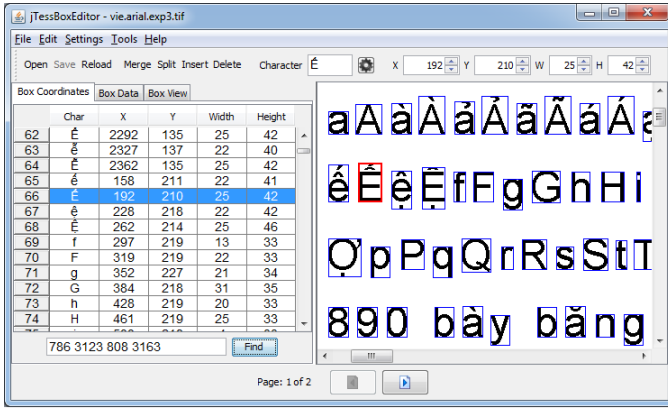 jTessBoxEditor - vie.arial.exp3.tif
File Edit Settings Tools Help
Open Save Reload Merge Split Insert Delete Character Ế X 192 Y 210 W 25 H 42
Box Coordinates Box Data Box View
Char X Y Width Height
62 Ể 2292 135 25 42
63 ễ 2327 137 22 40
64 Ễ 2362 135 25 42
65 ế 158 211 22 41
66 Ế 192 210 25 42
67 ệ 228 218 22 42
68 Ệ 262 214 25 46
69 f 297 219 13 33
70 F 319 219 22 33
71 g 352 227 21 34
72 G 384 218 31 35
73 h 428 219 20 33
74 H 461 219 25 33
786 3123 808 3163 Find
a A à À ả Ả ã Ã á Á
ế Ế ệ Ệ f F g G h H i
Ợ p P q Q r R s S t T
890 bày băng
Page: 1 of 2